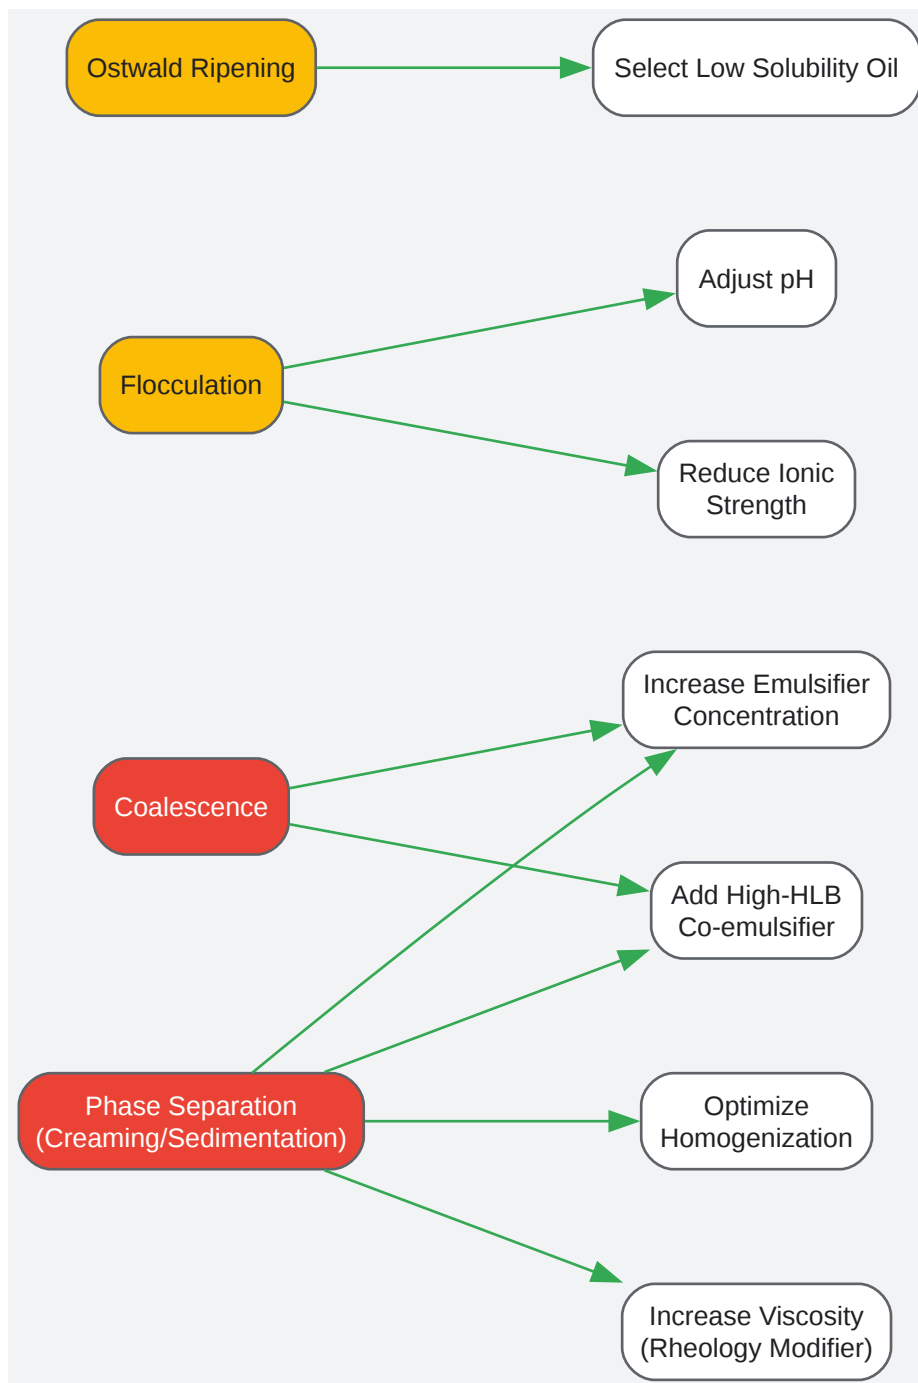 Ostwald Ripening
Select Low Solubility Oil
Adjust pH
Flocculation
Reduce Ionic
Strength
Increase Emulsifier
Concentration
Coalescence
Add High-HLB
Co-emulsifier
Phase Separation
(Creaming/Sedimentation)
Optimize
Homogenization
Increase Viscosity
(Rheology Modifier)